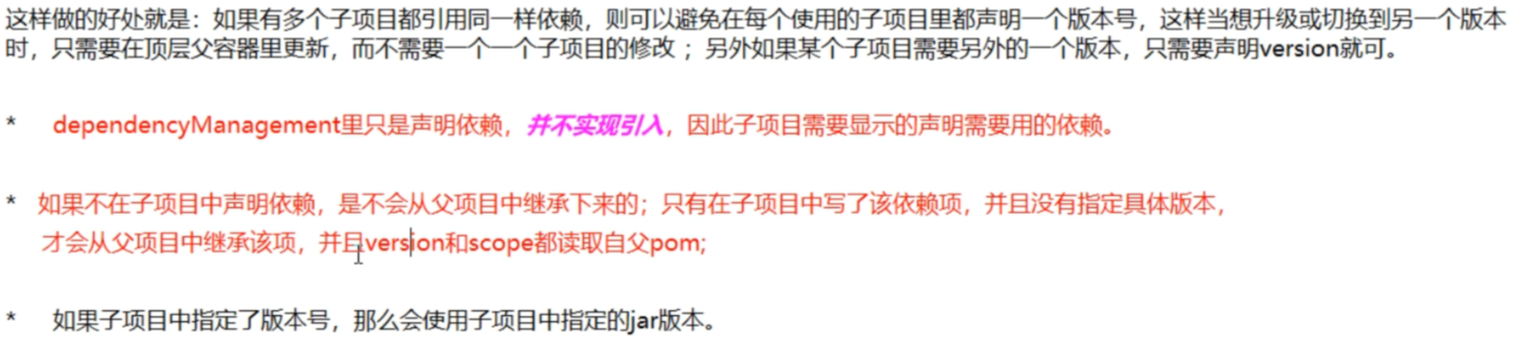 这样做的好处就是：如果有多个子项目都引用同一样依赖，则可以避免在每个使用的子项目里都声明一个版本号，这样当想升级或切换到另一个版本
时，只需要在顶层父容器里更新，而不需要一个一个子项目的修改 ；另外如果某个子项目需要另外的一个版本，只需要声明version就可。
* dependencyManagement里只是声明依赖，并不实现引入，因此子项目需要显示的声明需要用的依赖。
* 如果不在子项目中声明依赖，是不会从父项目中继承下来的；只有在子项目中写了该依赖项，并且没有指定具体版本，
才会从父项目中继承该项，并且version和scope都读取自父pom;
* 如果子项目中指定了版本号，那么会使用子项目中指定的jar版本。